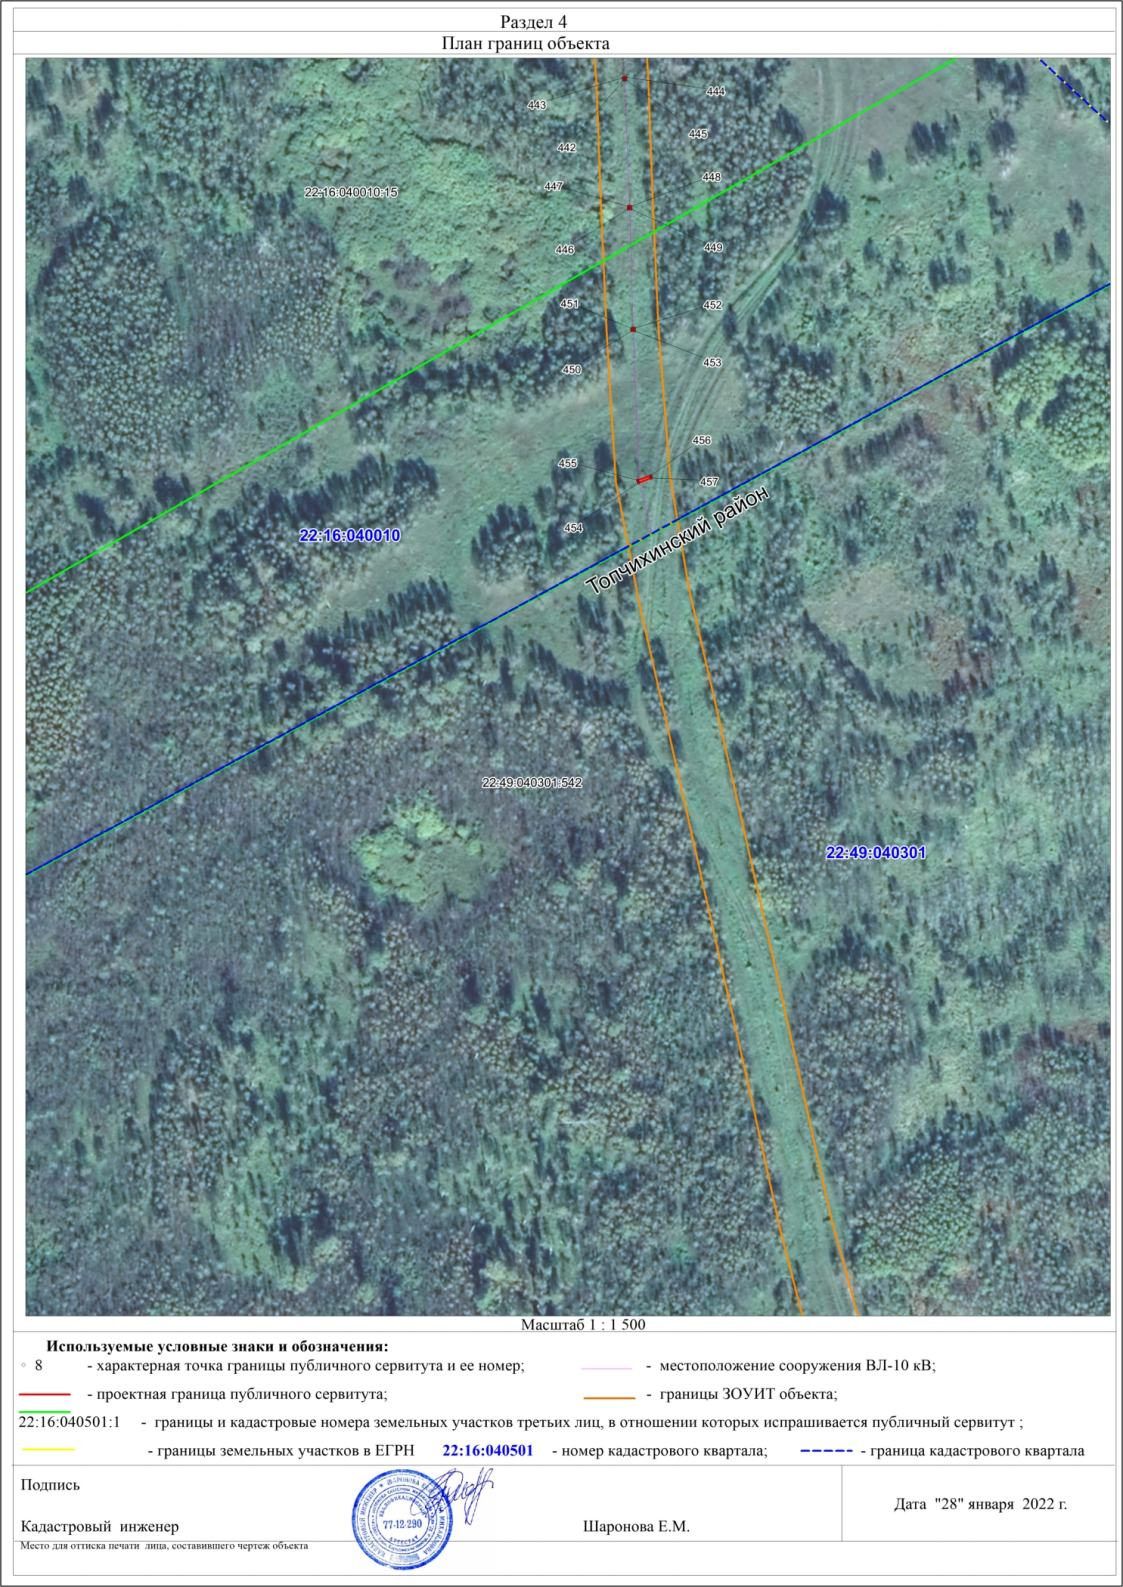 Раздел 4
План границ объекта
443
444
445
442
447
448
22:16:040010:15
446
449
451
452
450
453
456
455
457
454
22:16:040010
Топчихинский район
22:49:040301:542
22:49:040301
Масштаб 1 : 1 500
Используемые условные знаки и обозначения:
8 - характерная точка границы публичного сервитута и ее номер; - местоположение сооружения ВЛ-10 кВ;
- проектная граница публичного сервитута; - границы ЗОУИТ объекта;
22:16:040501:1 - границы и кадастровые номера земельных участков третьих лиц, в отношении которых испрашивается публичный сервитут ;
- границы земельных участков в ЕГРН 22:16:040501 - номер кадастрового квартала; - граница кадастрового квартала
Подпись
Дата "28" января 2022 г.
77-12-290
Кадастровый инженер Шаронова Е.М.
Место для оттиска печати лица, составившего чертеж объекта